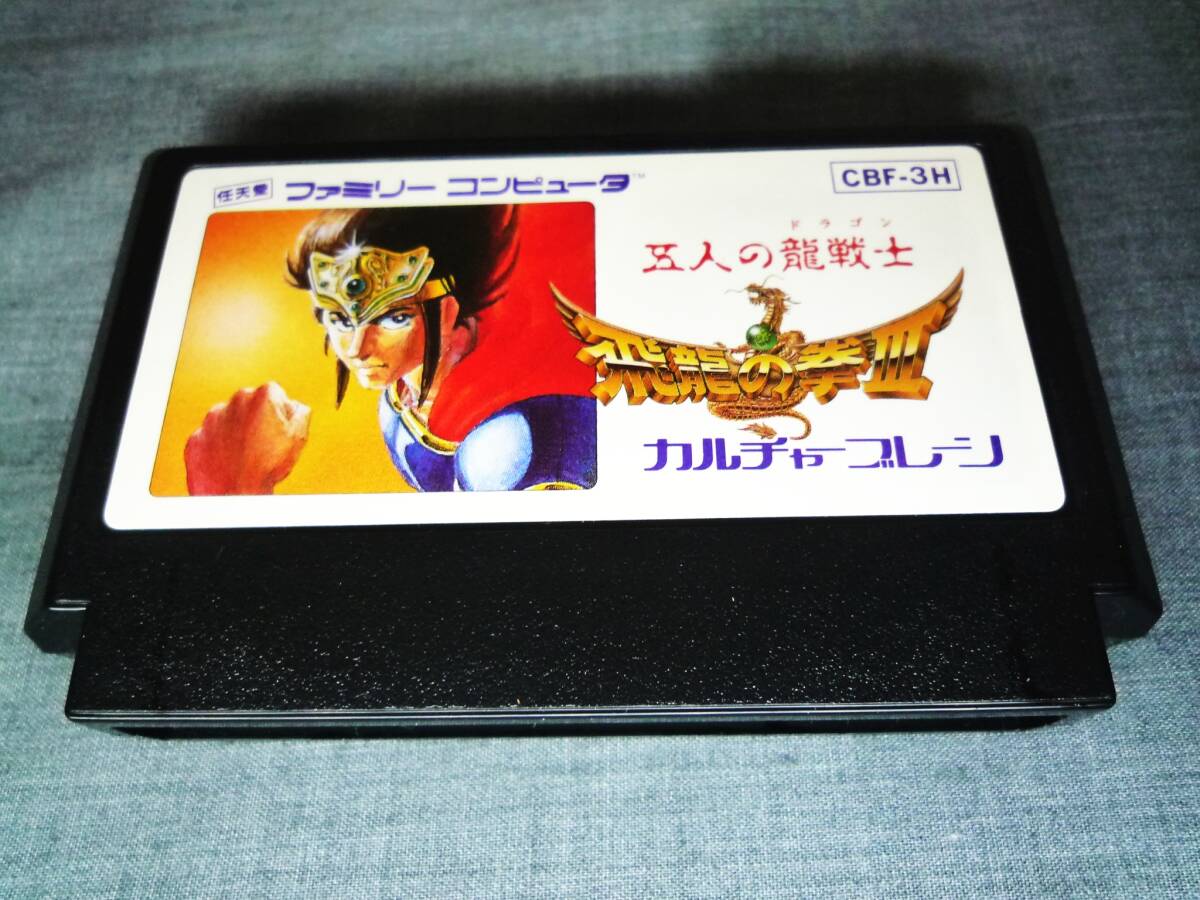 任天堂 ファミリー コンピュータ™
CBF-3H
ドラゴン
五人の龍戦士
飛龍の拳III
カルチャーブレーン